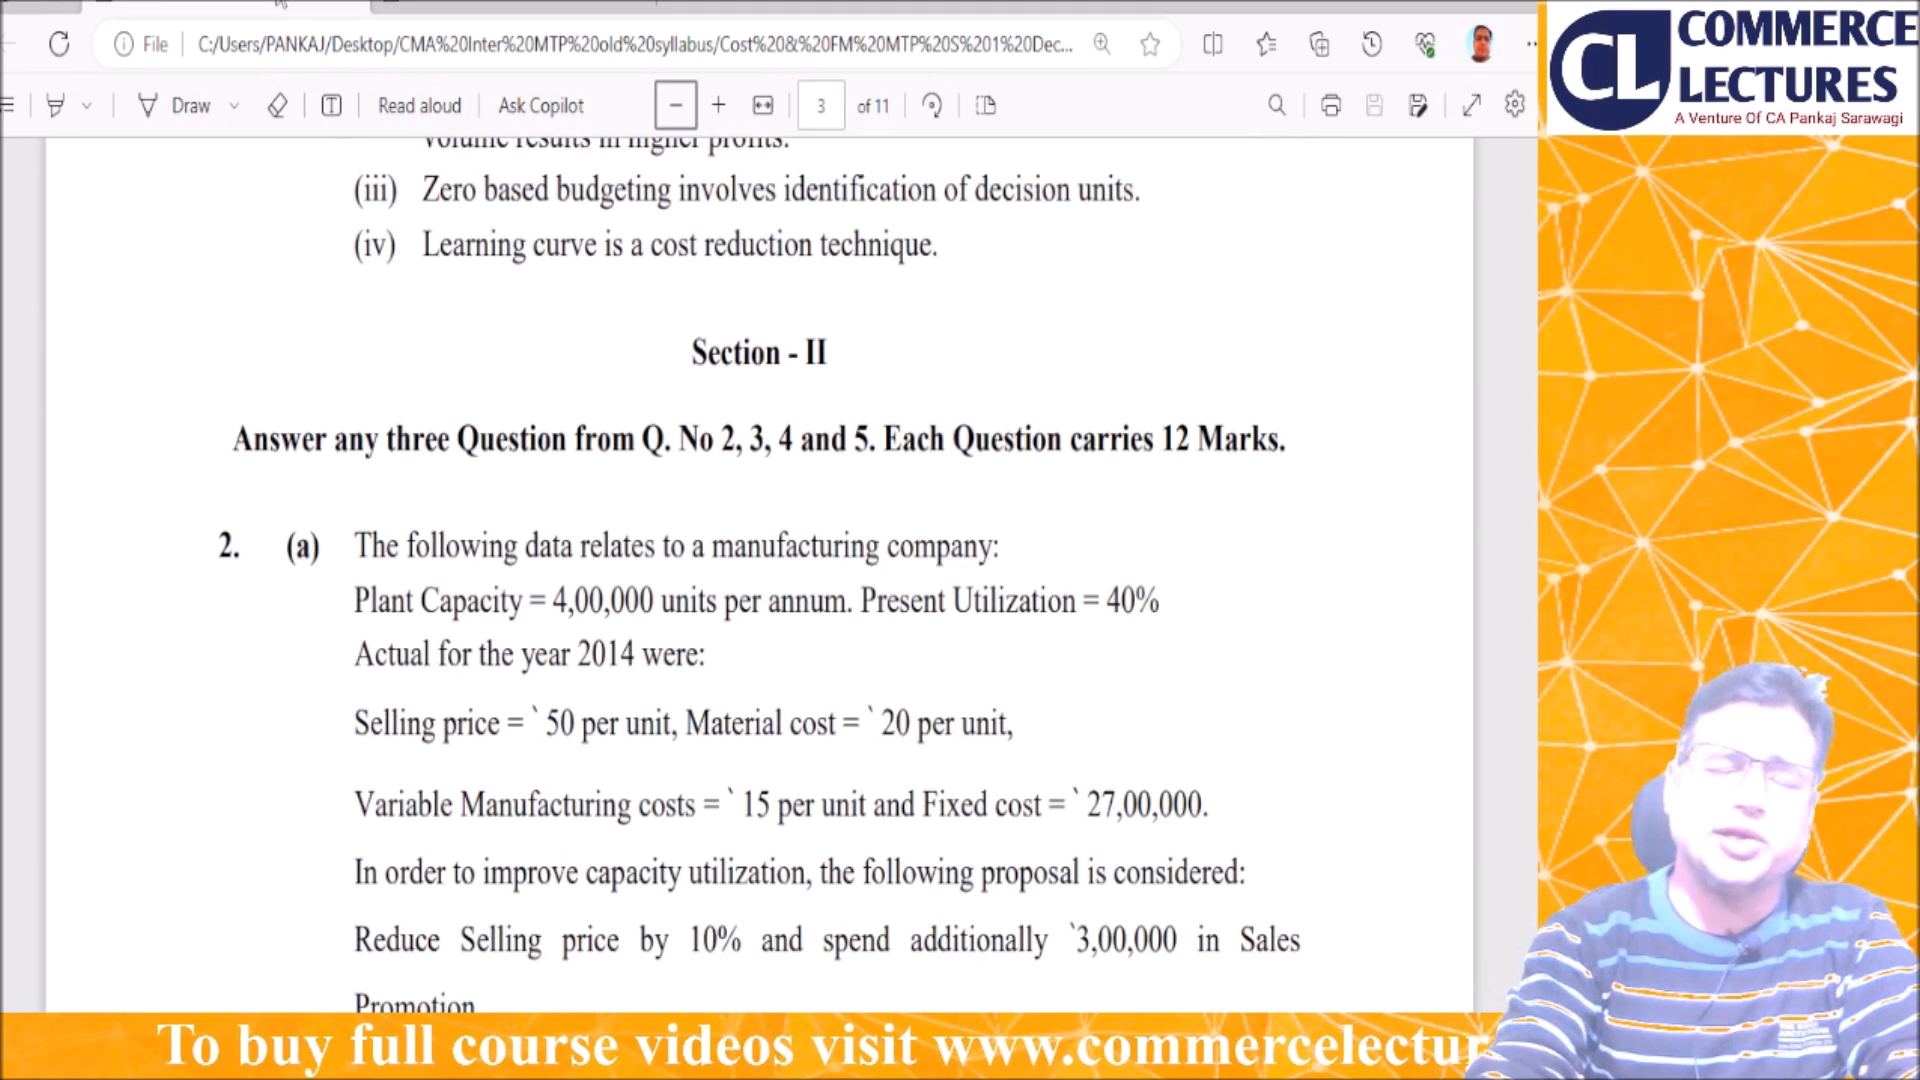 File
C:/Users/PANKAJ/Desktop/CMA%20Inter%20MTP%20old%20syllabus/Cost%20&%20FM%20MTP%20S%201%20Dec...
Draw
Read aloud
Ask Copilot
3
of 11
COMMERCE
LECTURES
A Venture Of CA Pankaj Sarawagi
CL
volume results in higher profits.
(iii) Zero based budgeting involves identification of decision units.
(iv) Learning curve is a cost reduction technique.
Section - II
Answer any three Question from Q. No 2, 3, 4 and 5. Each Question carries 12 Marks.
2. (a) The following data relates to a manufacturing company:
Plant Capacity = 4,00,000 units per annum. Present Utilization = 40%
Actual for the year 2014 were:
Selling price = ` 50 per unit, Material cost = ` 20 per unit,
Variable Manufacturing costs = ` 15 per unit and Fixed cost = ` 27,00,000.
In order to improve capacity utilization, the following proposal is considered:
Reduce Selling price by 10% and spend additionally `3,00,000 in Sales
Promotion
To buy full course videos visit www.commercelectur